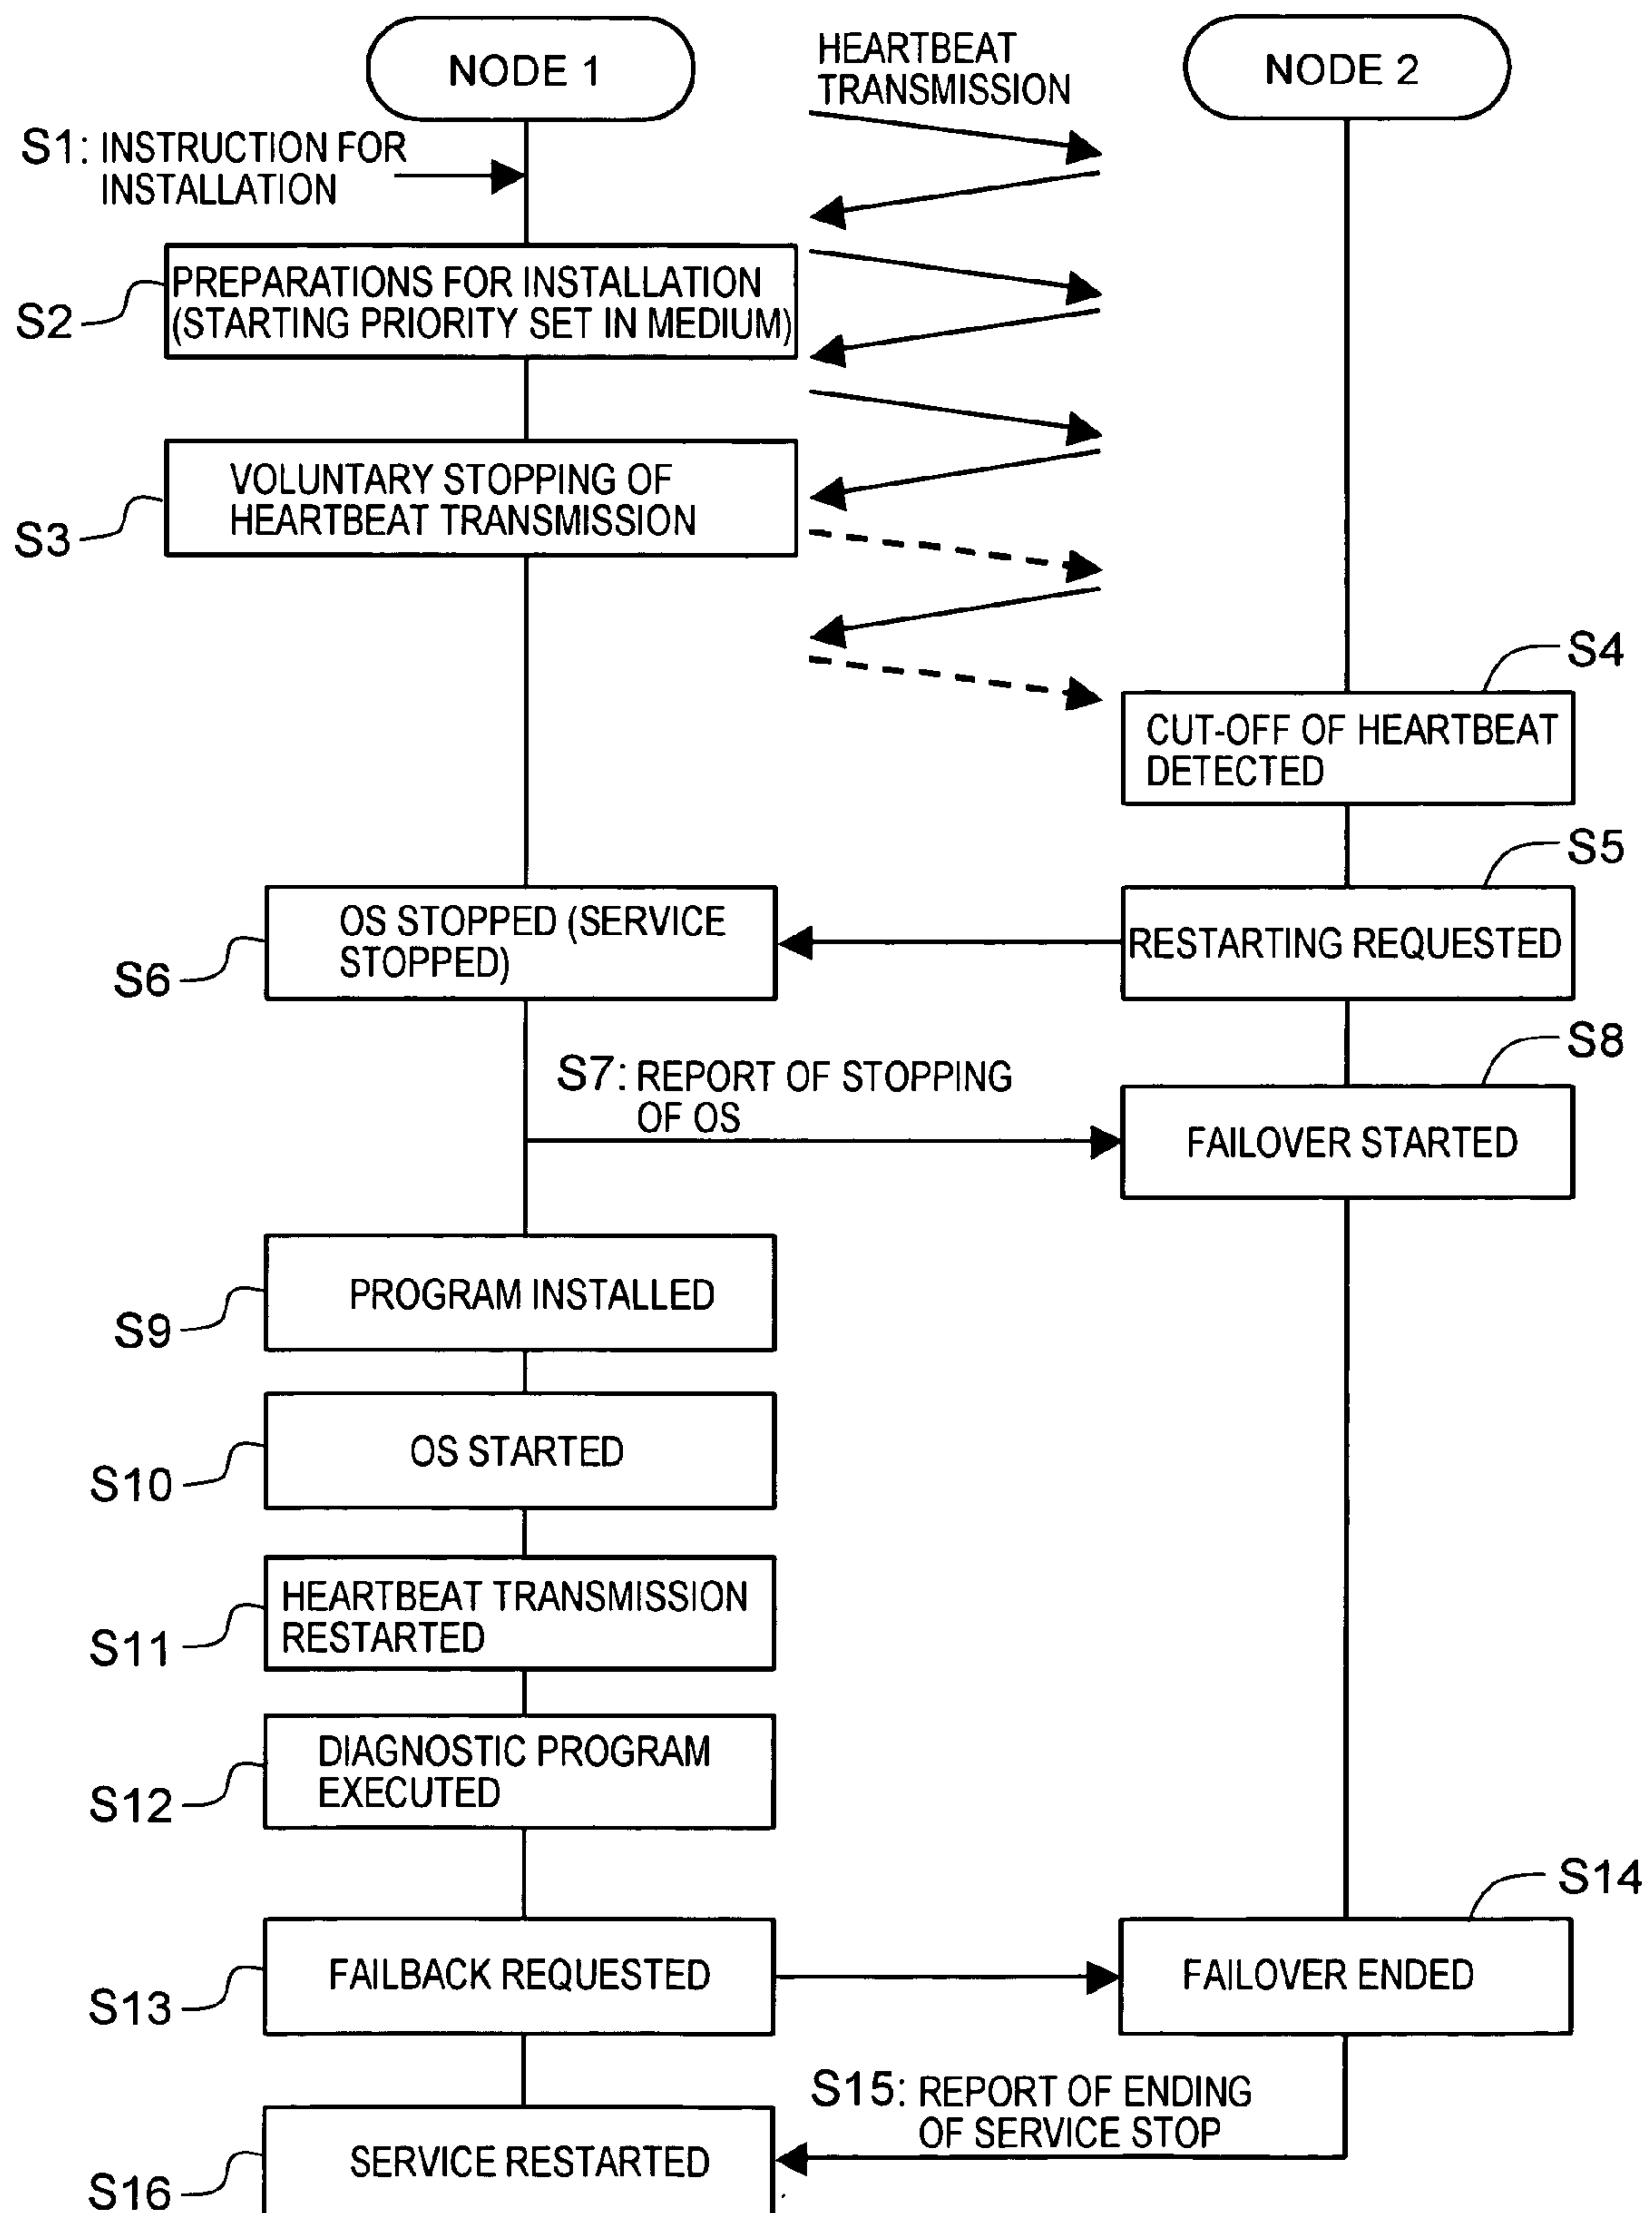 NODE 1
HEARTBEAT
TRANSMISSION
NODE 2
S1: INSTRUCTION FOR
INSTALLATION
S2
PREPARATIONS FOR INSTALLATION
(STARTING PRIORITY SET IN MEDIUM)
S3
VOLUNTARY STOPPING OF
HEARTBEAT TRANSMISSION
S4
CUT-OFF OF HEARTBEAT
DETECTED
S5
RESTARTING REQUESTED
S6
OS STOPPED (SERVICE
STOPPED)
S7: REPORT OF STOPPING
OF OS
S8
FAILOVER STARTED
S9
PROGRAM INSTALLED
S10
OS STARTED
S11
HEARTBEAT TRANSMISSION
RESTARTED
S12
DIAGNOSTIC PROGRAM
EXECUTED
S13
FAILBACK REQUESTED
S14
FAILOVER ENDED
S15: REPORT OF ENDING
OF SERVICE STOP
S16
SERVICE RESTARTED